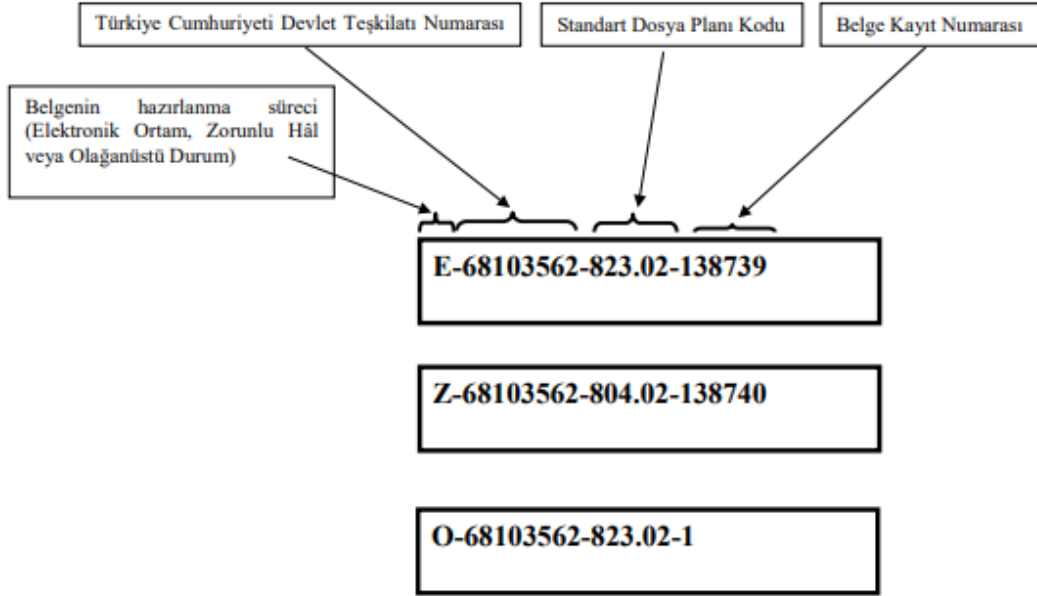 Türkiye Cumhuriyeti Devlet Teşkilatı Numarası
Standart Dosya Planı Kodu
Belge Kayıt Numarası
Belgenin hazırlanma süreci
(Elektronik Ortam, Zorunlu Hâl
veya Olağanüstü Durum)
E-68103562-823.02-138739
Z-68103562-804.02-138740
O-68103562-823.02-1